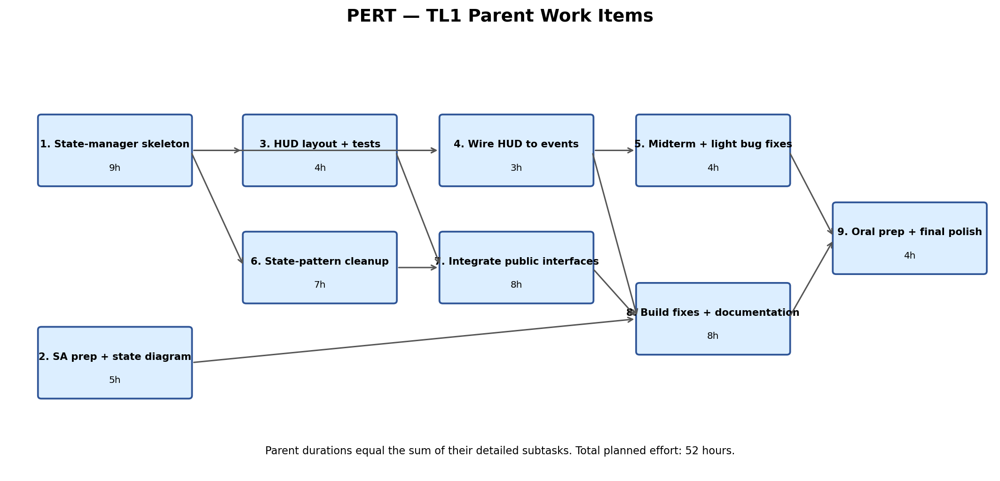 PERT — TL1 Parent Work Items
1. State-manager skeleton
9h
3. HUD layout + tests
4h
4. Wire HUD to events
3h
5. Midterm + light bug fixes
4h
9. Oral prep + final polish
4h
6. State-pattern cleanup
7h
7. Integrate public interfaces
8h
8. Build fixes + documentation
8h
2. SA prep + state diagram
5h
Parent durations equal the sum of their detailed subtasks. Total planned effort: 52 hours.